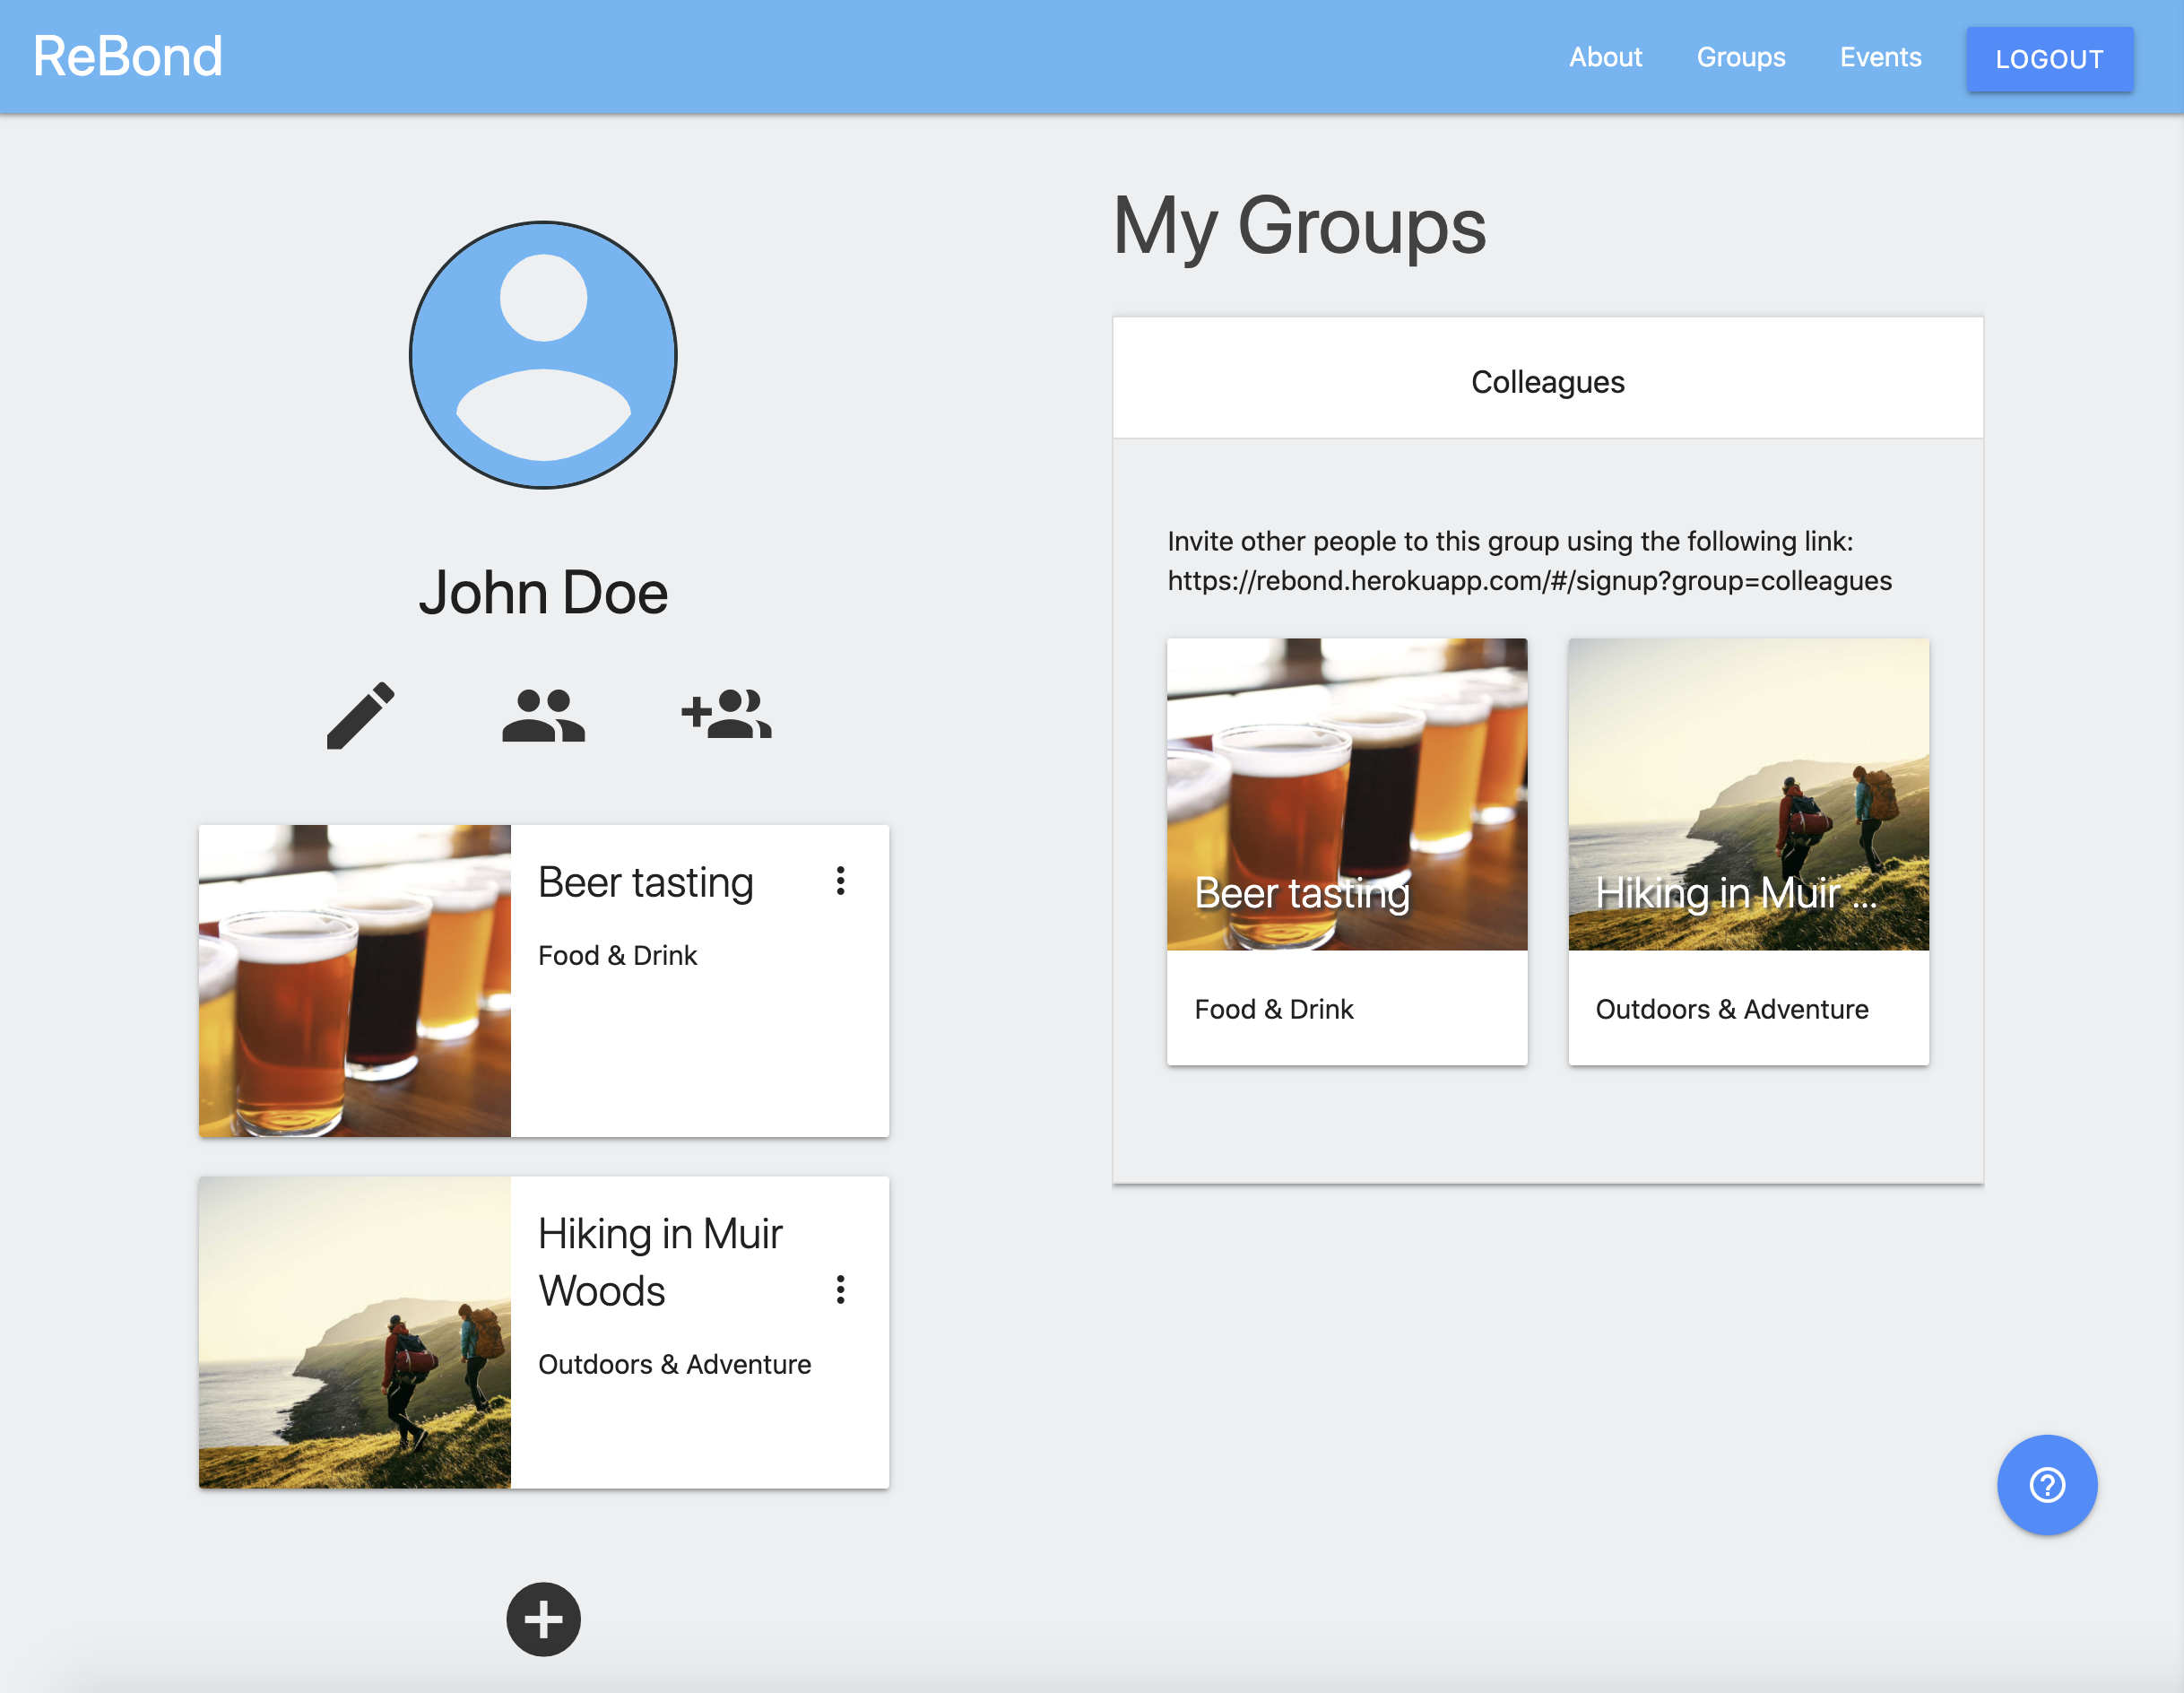 ReBond
About
Groups
Events
LOGOUT
John Doe
Beer tasting
Food & Drink
Hiking in Muir
Woods
Outdoors & Adventure
My Groups
Colleagues
Invite other people to this group using the following link:
https://rebond.herokuapp.com/#/signup?group=colleagues
Beer tasting
Food & Drink
Hiking in Muir ...
Outdoors & Adventure